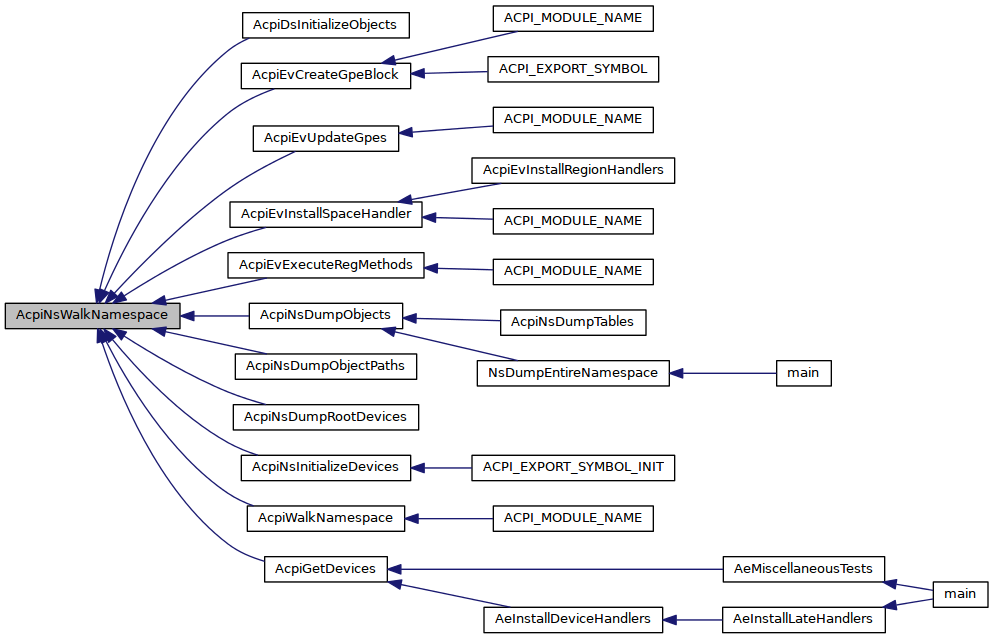 AcpiDsInitializeObjects
ACPI_MODULE_NAME
AcpiEvCreateGpeBlock
ACPI_EXPORT_SYMBOL
ACPI_MODULE_NAME
AcpiEvUpdateGpes
AcpiEvInstallRegionHandlers
AcpiEvInstallSpaceHandler
ACPI_MODULE_NAME
AcpiEvExecuteRegMethods
ACPI_MODULE_NAME
AcpiNsWalkNamespace
AcpiNsDumpObjects
AcpiNsDumpTables
AcpiNsDumpObjectPaths
NsDumpEntireNamespace
main
AcpiNsDumpRootDevices
AcpiNsInitializeDevices
ACPI_EXPORT_SYMBOL_INIT
AcpiWalkNamespace
ACPI_MODULE_NAME
AcpiGetDevices
AeMiscellaneousTests
main
AeInstallDeviceHandlers
AeInstallLateHandlers